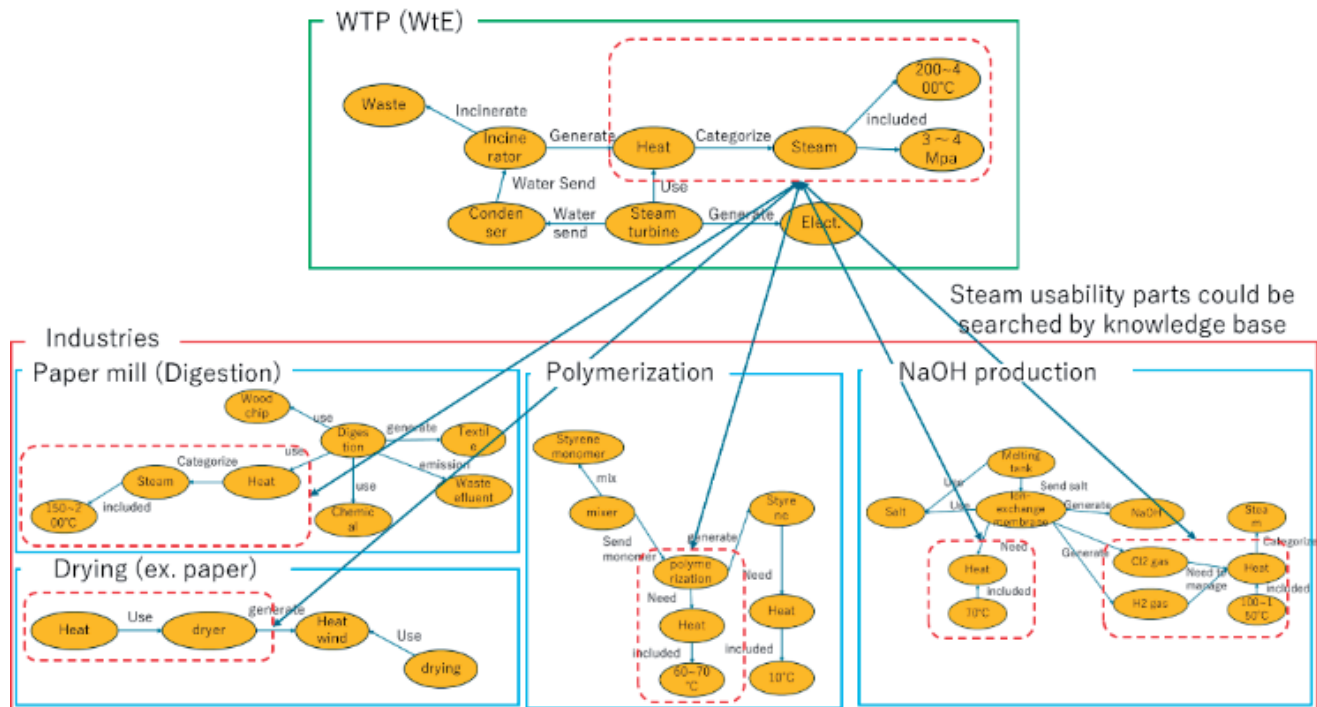 WTP (WtE)
Waste
Incinerate
Incine
rator
Generate
Heat
Categorize
Steam
200~4
00°C
included
3 ~ 4
Mpa
Water Send
Use
Conden
ser
Water
send
Steam
turbine
Generate
Elect.
Steam usability parts could be
searched by knowledge base
Industries
Paper mill (Digestion)
Wood
chip
use
Diges
tion
generate
Textil
e
use
Categorize
Steam
Heat
emission
Waste
efluent
150~2
00°C
included
use
Chemic
al
Drying (ex. paper)
Heat
Use
dryer
generate
Heat
wind
Use
drying
Polymerization
Styrene
monomer
mix
mixer
Send
monomer
polyme
rization
generate
Styre
ne
Need
Heat
included
60~70
°C
Need
Heat
included
10°C
NaOH production
Melting
tank
Use
Send salt
Salt
Use
Ion-
exchange
membrane
Generate
NaOH
Stea
m
Need
Generate
Categorize
Heat
included
70°C
Cl2 gas
Need to
manage
Heat
H2 gas
included
100~1
50°C